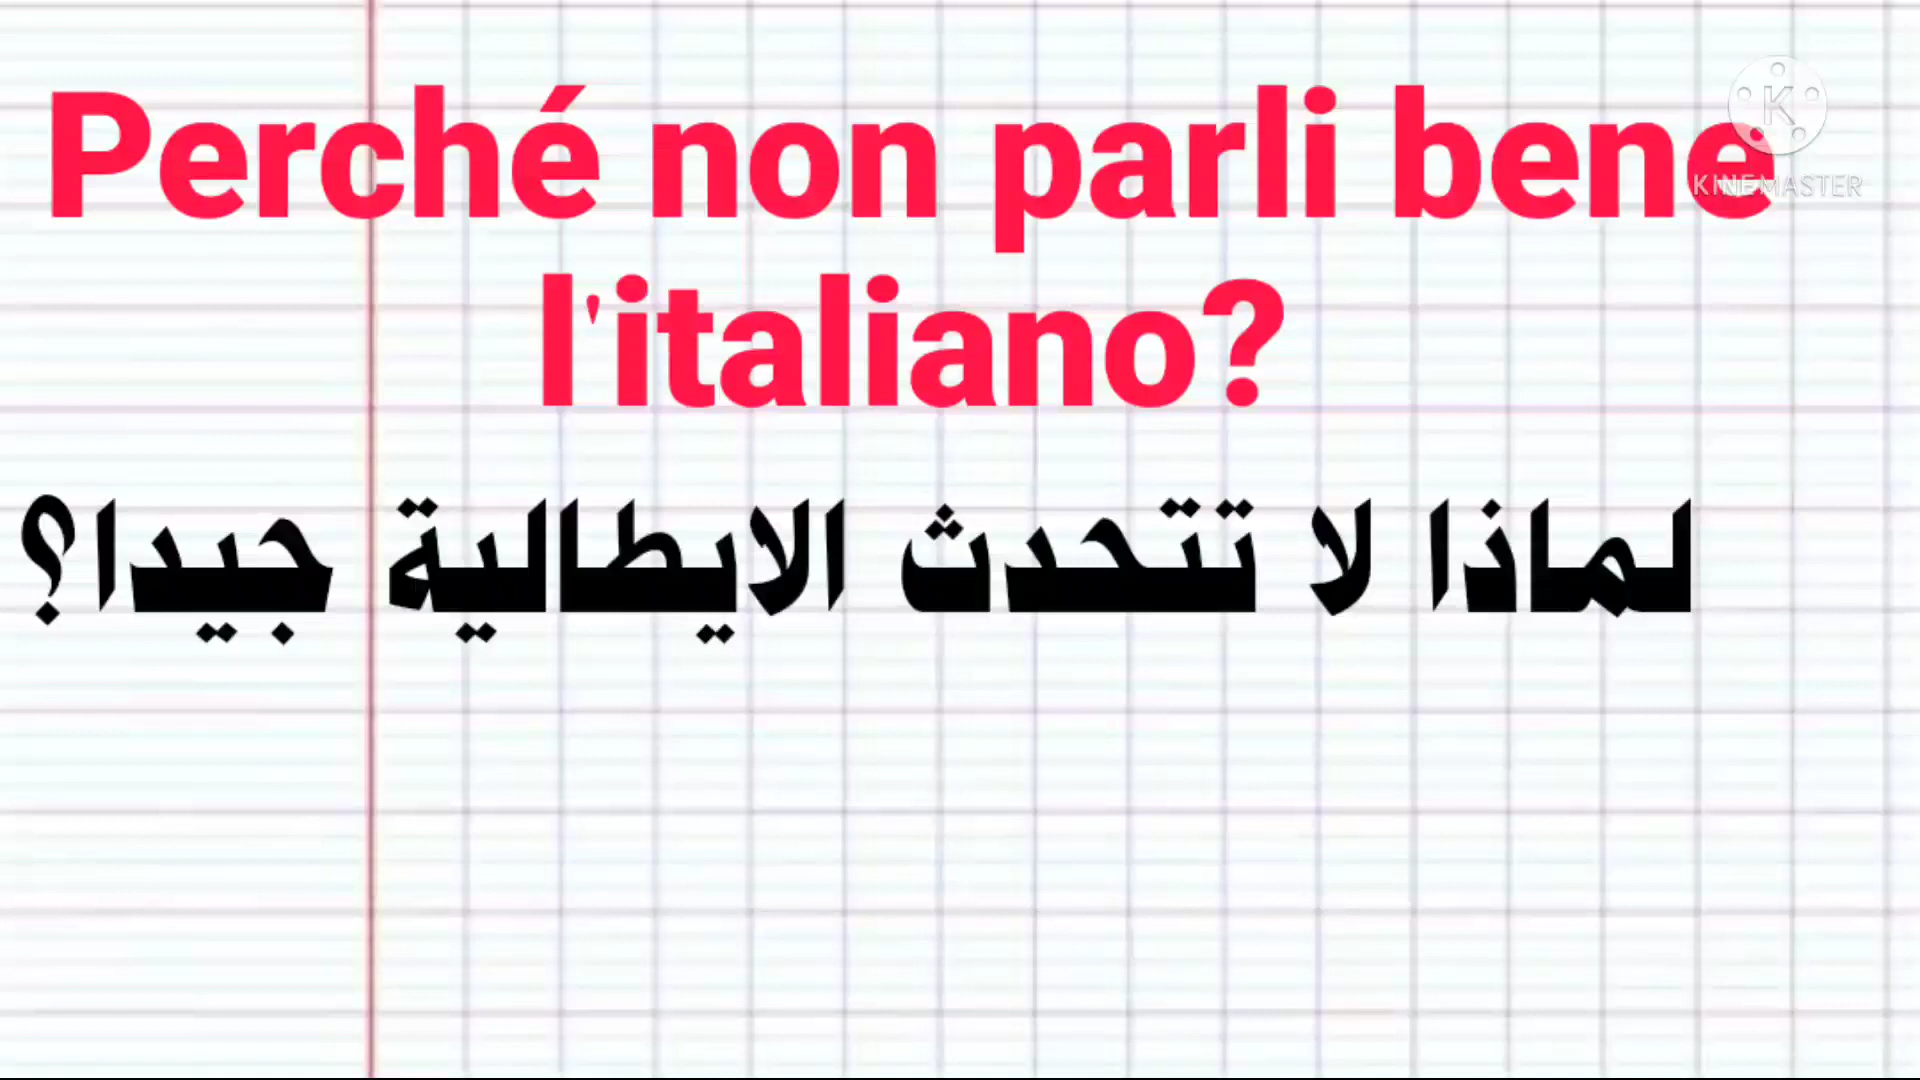 Perché non parli bene
l'italiano?
لماذا لا تتحدث الايطالية جيدا؟
KINEMASTER